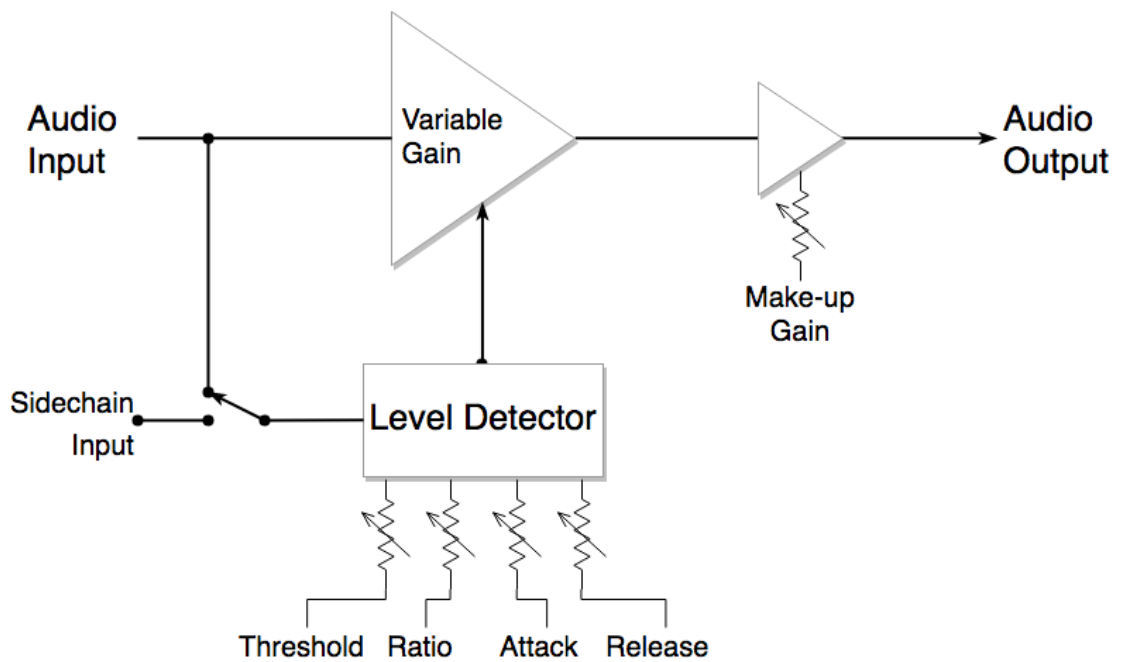 Audio
Input
Variable
Gain
Audio
Output
Make-up
Gain
Sidechain
Input
Level Detector
Threshold
Ratio
Attack
Release